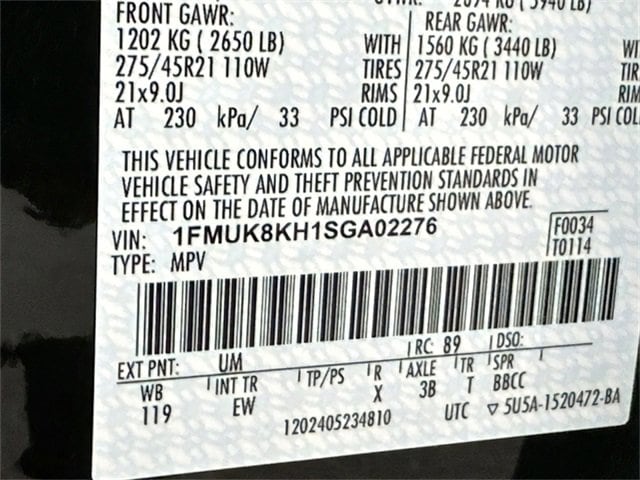 FRONT GAWR:
1202 KG ( 2650 LB) WITH
275/45R21 110W TIRES
21x9.0J RIMS
AT 230 kPa/ 33 PSI COLD
REAR GAWR:
1560 KG ( 3440 LB)
275/45R21 110W
21x9.0J
AT 230 kPa/ 33 PSI
THIS VEHICLE CONFORMS TO ALL APPLICABLE FEDERAL MOTOR
VEHICLE SAFETY AND THEFT PREVENTION STANDARDS IN
EFFECT ON THE DATE OF MANUFACTURE SHOWN ABOVE.
VIN: 1FMUK8KH1SGA02276 F0034
TYPE: MPV T0114
EXT PNT: UM RC: 89 DSO:
WB INT TR TP/PS R AXLE TR SPR
119 EW X 3B T BBCC
1202405234810 UTC ▽ 5U5A-1520472-BA